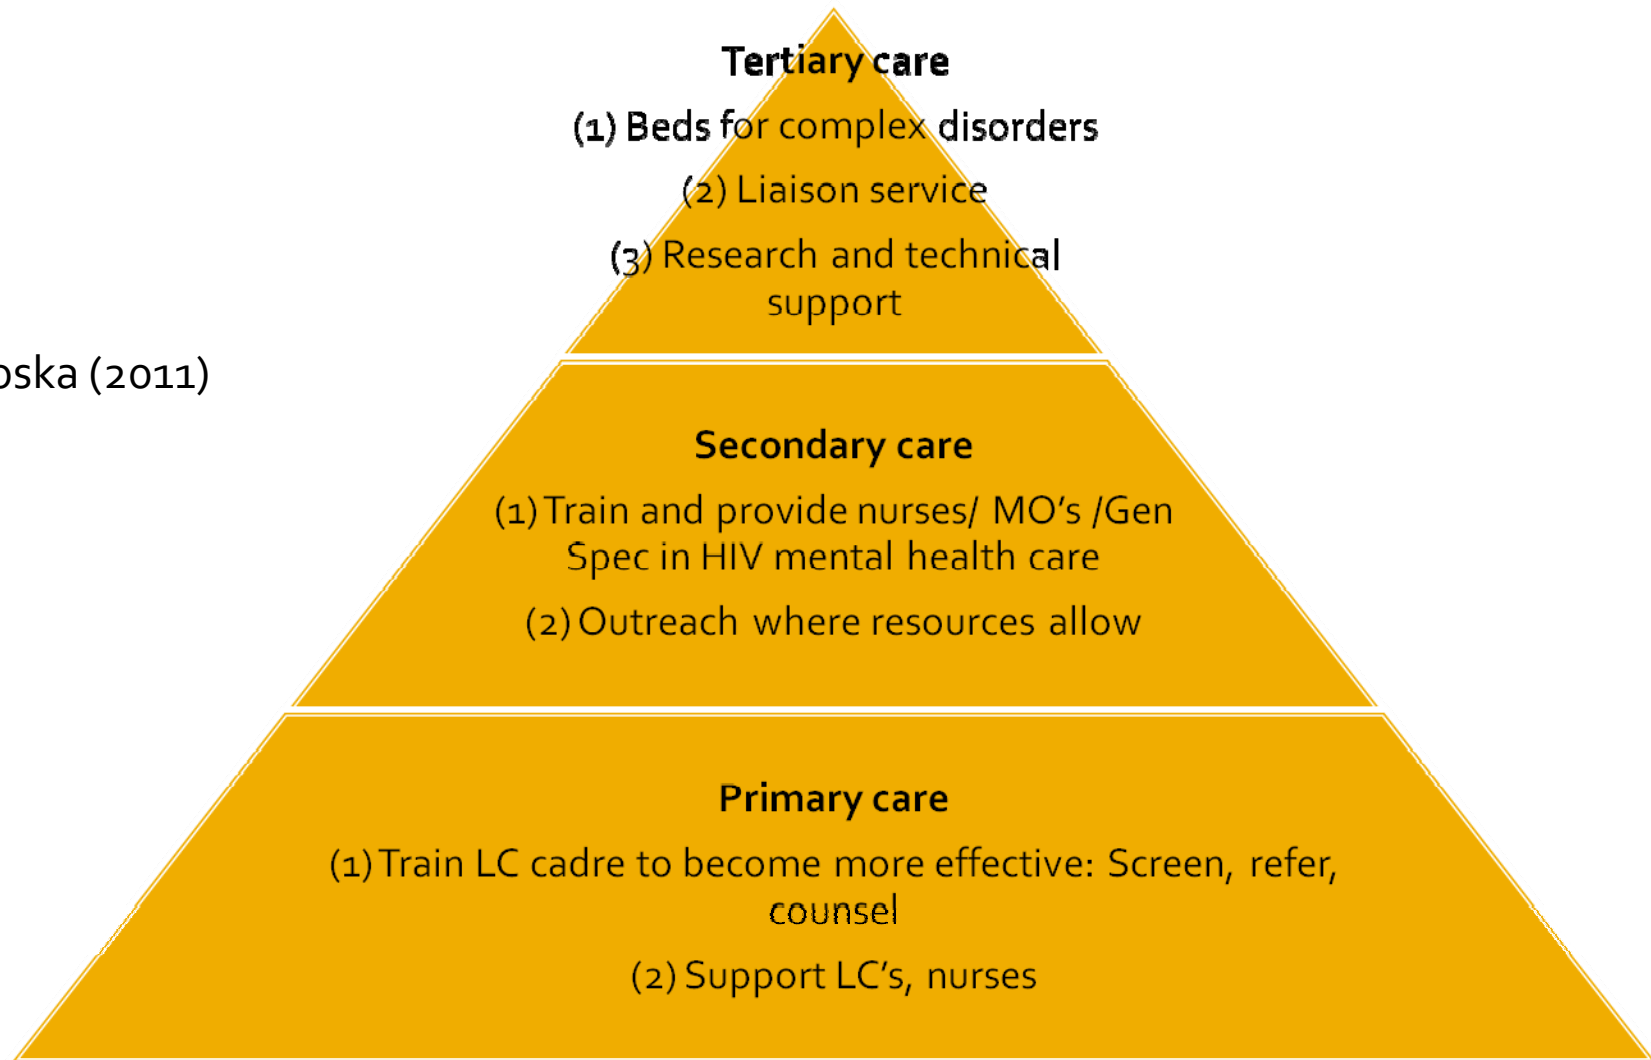 Tertiary care
(1) Beds for complex disorders
(2) Liaison service
(3) Research and technical
support
(2011)
Secondary care
(1) Train and provide nurses/ MO's /Gen
Spec in HIV mental health care
(2) Outreach where resources allow
Primary care
(1) Train LC cadre to become more effective: Screen, refer,
counsel
(2) Support LC's, nurses